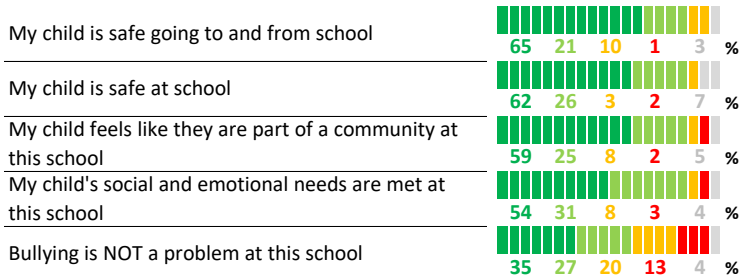 My child is safe going to and from school
65 21 10 1 3 %
My child is safe at school
62 26 3 2 7 %
My child feels like they are part of a community at
this school
59 25 8 2 5 %
My child's social and emotional needs are met at
this school
54 31 8 3 4 %
Bullying is NOT a problem at this school
35 27 20 13 4 %